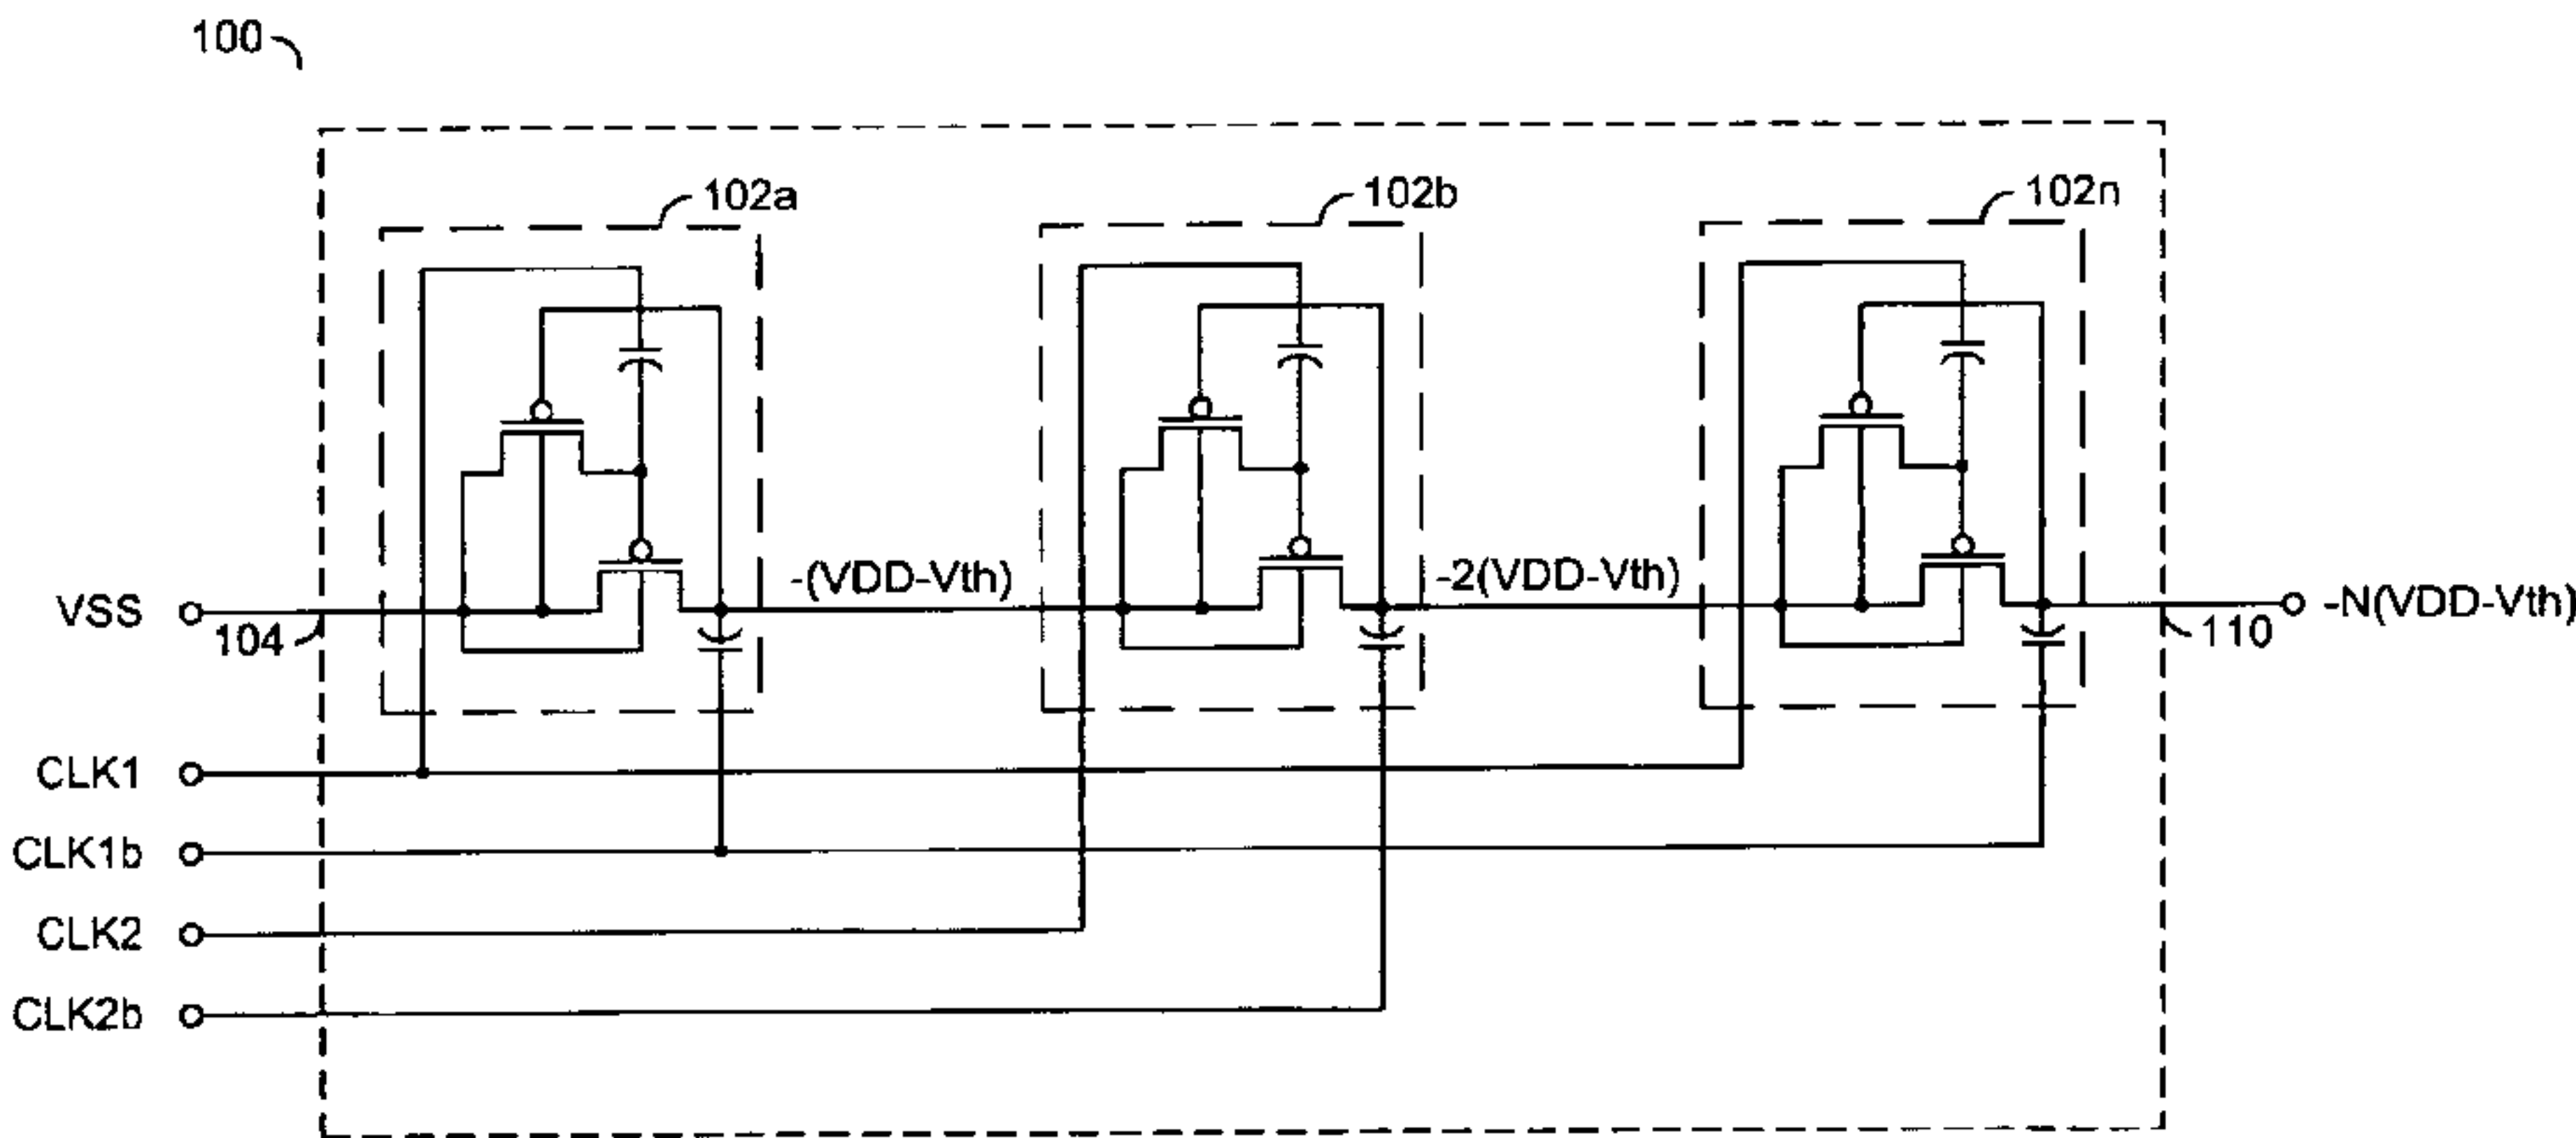 100
102a
102b
102n
-(VDD-Vth)
-2(VDD-Vth)
VSS
104
110
-N(VDD-Vth)
CLK1
CLK1b
CLK2
CLK2b